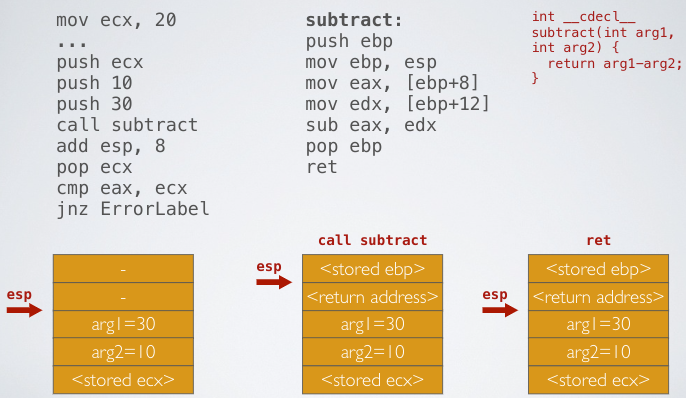 mov ecx, 20
...
push ecx
push 10
push 30
call subtract
add esp, 8
pop ecx
cmp eax, ecx
jnz ErrorLabel
subtract:
push ebp
mov ebp, esp
mov eax, [ebp+8]
mov edx, [ebp+12]
sub eax, edx
pop ebp
ret
int __cdecl__
subtract(int arg1,
int arg2) {
return arg1-arg2;
}
esp
-
-
arg1=30
arg2=10
<stored ecx>
call subtract
esp
<stored ebp>
<return address>
arg1=30
arg2=10
<stored ecx>
ret
esp
<stored ebp>
<return address>
arg1=30
arg2=10
<stored ecx>